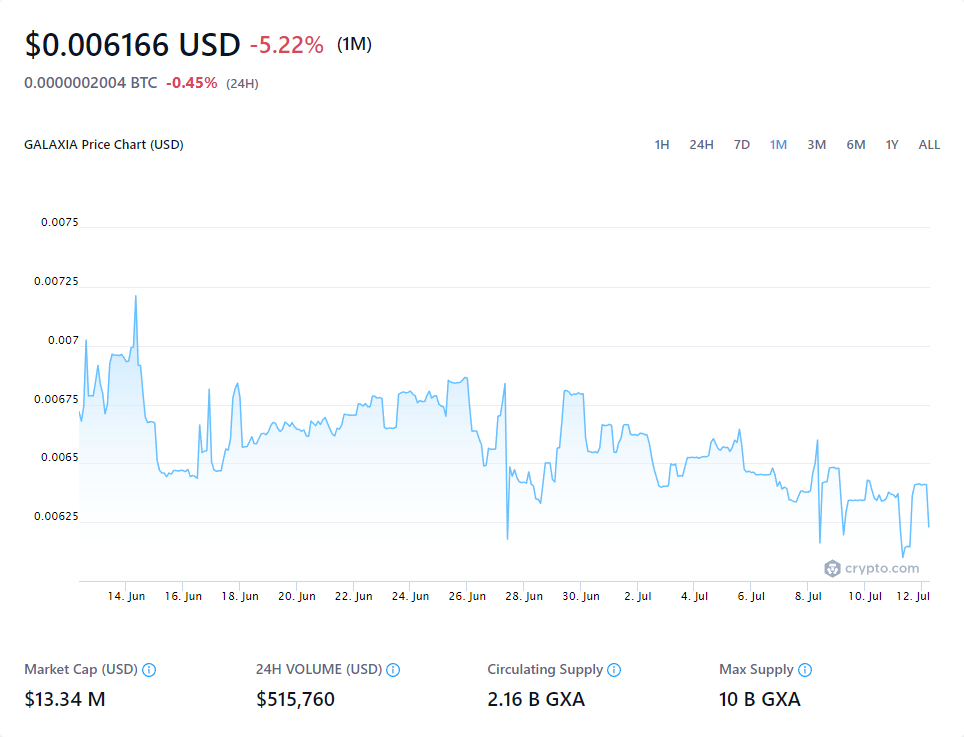 $0.006166 USD -5.22% (1M)
0.0000002004 BTC -0.45% (24H)
GALAXIA Price Chart (USD) 1H 24H 7D 1M 3M 6M 1Y ALL
0.0075
0.00725
0.007
0.00675
0.0065
0.00625
crypto.com
14. Jun 16. Jun 18. Jun 20. Jun 22. Jun 24. Jun 26. Jun 28. Jun 30. Jun 2. Jul 4. Jul 6. Jul 8. Jul 10. Jul 12. Jul
Market Cap (USD) 24H VOLUME (USD) Circulating Supply Max Supply
$13.34 M $515,760 2.16 B GXA 10 B GXA